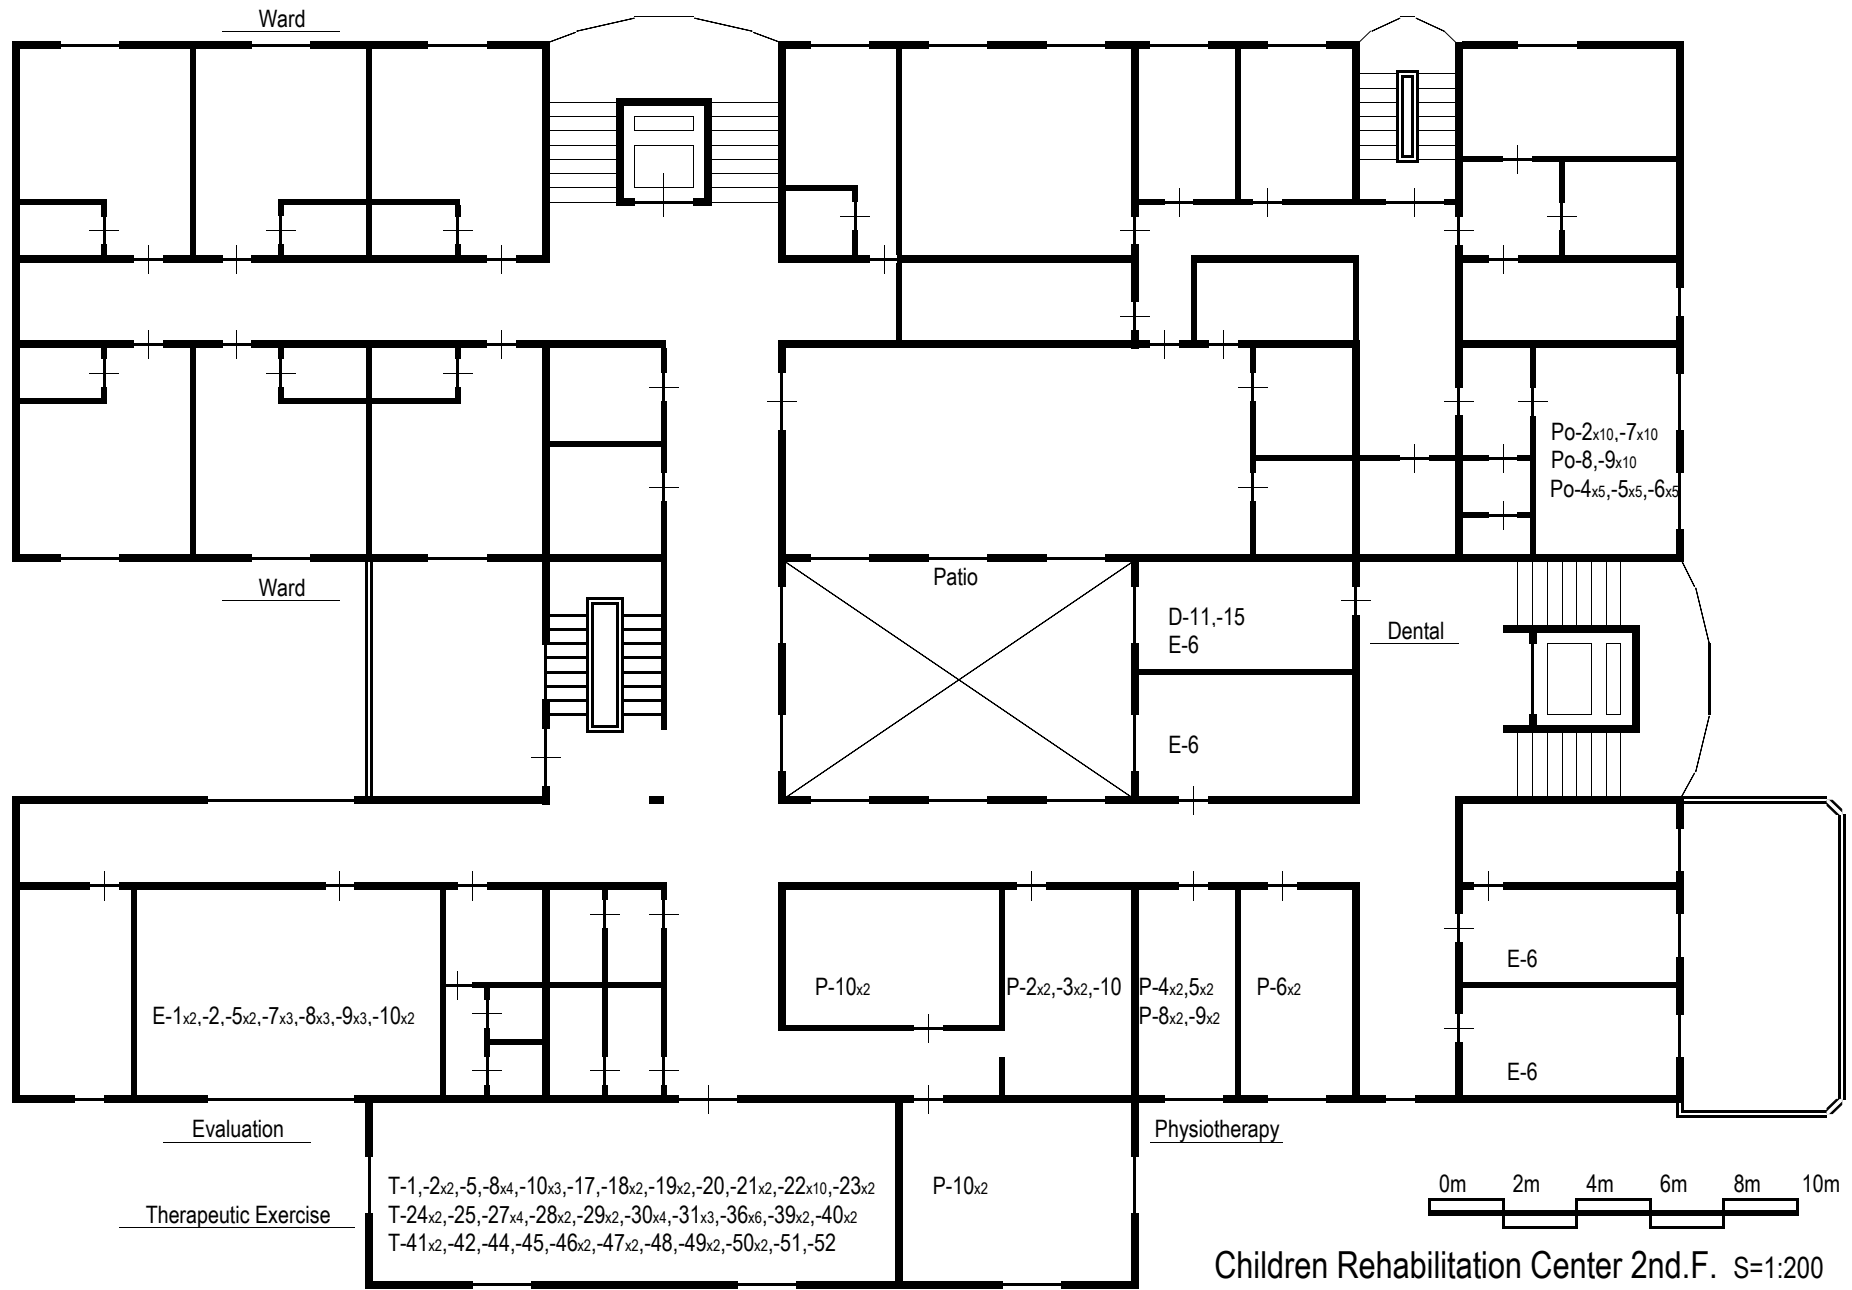 Ward
Po-2x10,-7x10
Po-8,-9x10
Po-4x5,-5x5,-6x5
Ward
Patio
D-11,-15
E-6
Dental
E-6
E-6
P-10x2
P-2x2,-3x2,-10
P-4x2,5x2
P-8x2,-9x2
P-6x2
E-1x2,-2,-5x2,-7x3,-8x3,-9x3,-10x2
E-6
Evaluation
Physiotherapy
T-1,-2x2,-5,-8x4,-10x3,-17,-18x2,-19x2,-20,-21x2,-22x10,-23x2
T-24x2,-25,-27x4,-28x2,-29x2,-30x4,-31x3,-36x6,-39x2,-40x2
T-41x2,-42,-44,-45,-46x2,-47x2,-48,-49x2,-50x2,-51,-52
P-10x2
Therapeutic Exercise
0m 2m 4m 6m 8m 10m
Children Rehabilitation Center 2nd.F. S=1:200